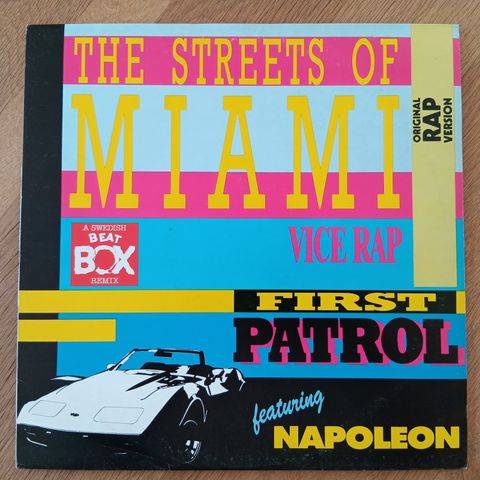 THE STREETS OF
MIAMI
ORIGINAL
RAP
VERSION
VICE RAP
A SWEDISH
BEAT
BOX
REMIX
FIRST
PATROL
featuring
NAPOLEON